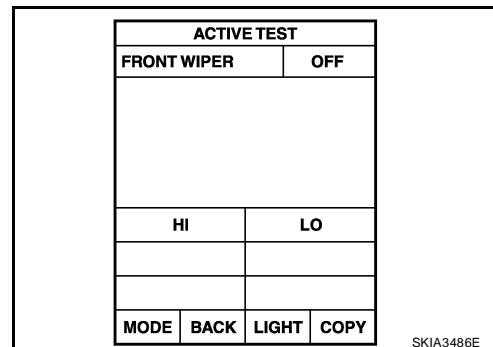 ACTIVE TEST
FRONT WIPER OFF
HI LO
MODE BACK LIGHT COPY
SKIA3486E